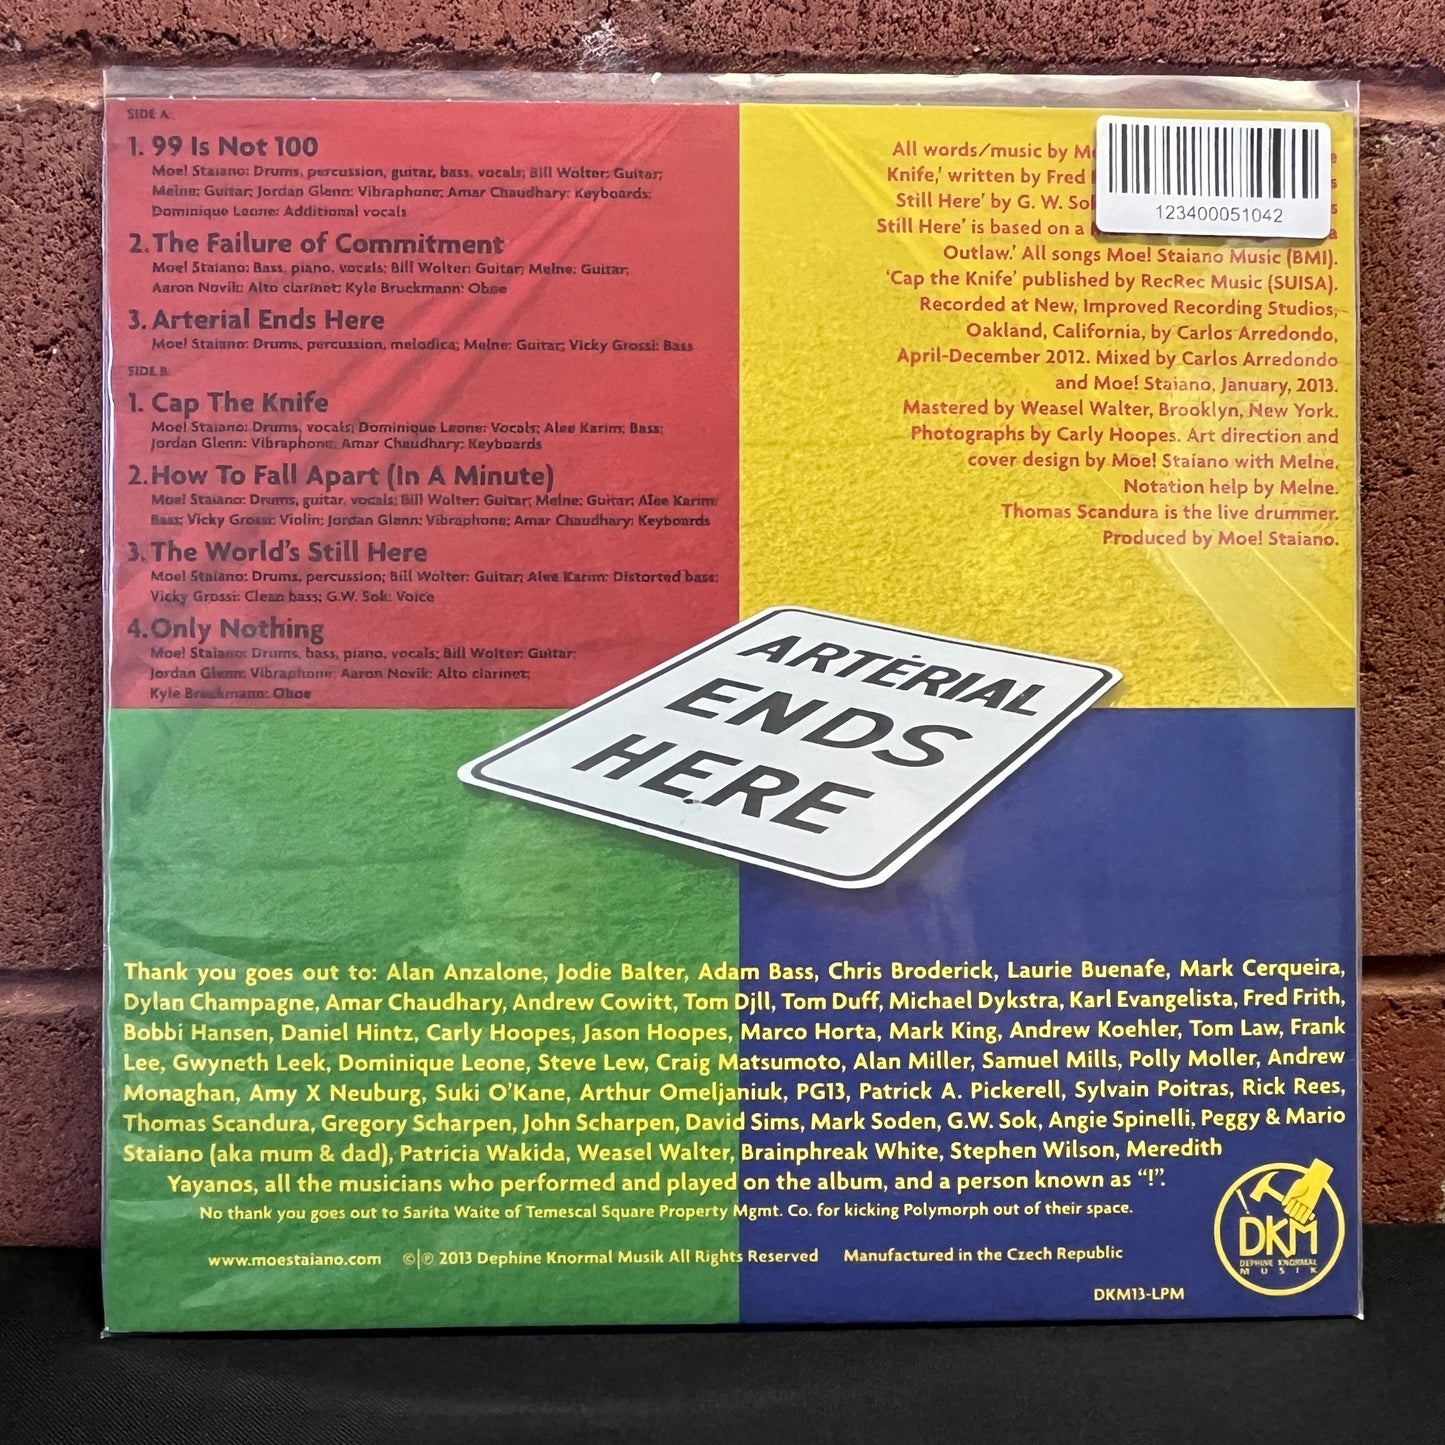 SIDE A
1. 99 Is Not 100
Moe! Staiano: Drums, percussion, guitar, bass, vocals; Bill Wolter: Guitar;
Melne: Guitar; Jordan Glenn: Vibraphone; Amar Chaudhary: Keyboards;
Dominique Leone: Additional vocals
2. The Failure of Commitment
Moe! Staiano: Bass, piano, vocals; Bill Wolter: Guitar; Melne: Guitar;
Aaron Novik: Alto clarinet; Kyle Bruckmann: Oboe
3. Arterial Ends Here
Moe! Staiano: Drums, percussion, melodica; Melne: Guitar; Vicky Grossi: Bass
SIDE B
1. Cap The Knife
Moe! Staiano: Drums, vocals; Dominique Leone: Vocals; Alee Karim: Bass;
Jordan Glenn: Vibraphone; Amar Chaudhary: Keyboards
2. How To Fall Apart (In A Minute)
Moe! Staiano: Drums, guitar, vocals; Bill Wolter: Guitar; Melne: Guitar; Alee Karim:
Bass; Vicky Grossi: Violin; Jordan Glenn: Vibraphone; Amar Chaudhary: Keyboards
3. The World's Still Here
Moe! Staiano: Drums, percussion; Bill Wolter: Guitar; Alee Karim: Distorted bass;
Vicky Grossi: Clean bass; G.W. Sok: Voice
4. Only Nothing
Moe! Staiano: Drums, bass, piano, vocals; Bill Wolter: Guitar;
Jordan Glenn: Vibraphone; Aaron Novik: Alto clarinet;
Kyle Bruckmann: Oboe
All words/music by
Knife,' written by Fred
Still Here' by G. W. Sok
Still Here' is based on a
Outlaw.' All songs Moe! Staiano Music (BMI).
'Cap the Knife' published by RecRec Music (SUISA).
Recorded at New, Improved Recording Studios,
Oakland, California, by Carlos Arredondo,
April-December 2012. Mixed by Carlos Arredondo
and Moe! Staiano, January, 2013.
Mastered by Weasel Walter, Brooklyn, New York.
Photographs by Carly Hoopes. Art direction and
cover design by Moe! Staiano with Melne.
Notation help by Melne.
Thomas Scandura is the live drummer.
Produced by Moe! Staiano.
123400051042
ARTERIAL
ENDS
HERE
Thank you goes out to: Alan Anzalone, Jodie Balter, Adam Bass, Chris Broderick, Laurie Buenafe, Mark Cerqueira,
Dylan Champagne, Amar Chaudhary, Andrew Cowitt, Tom Djll, Tom Duff, Michael Dykstra, Karl Evangelista, Fred Frith,
Bobbi Hansen, Daniel Hintz, Carly Hoopes, Jason Hoopes, Marco Horta, Mark King, Andrew Koehler, Tom Law, Frank
Lee, Gwyneth Leek, Dominique Leone, Steve Lew, Craig Matsumoto, Alan Miller, Samuel Mills, Polly Moller, Andrew
Monaghan, Amy X Neuburg, Suki O'Kane, Arthur Omeljaniuk, PG13, Patrick A. Pickerell, Sylvain Poitras, Rick Rees,
Thomas Scandura, Gregory Scharpen, John Scharpen, David Sims, Mark Soden, G.W. Sok, Angie Spinelli, Peggy & Mario
Staiano (aka mum & dad), Patricia Wakida, Weasel Walter, Brainphreak White, Stephen Wilson, Meredith
Yayanos, all the musicians who performed and played on the album, and a person known as "!".
No thank you goes out to Sarita Waite of Temescal Square Property Mgmt. Co. for kicking Polymorph out of their space.
www.moestaiano.com ©|℗ 2013 Dephine Knormal Musik All Rights Reserved Manufactured in the Czech Republic
DKM13-LPM
DKM
DEPHINE KNORMAL
MUSIK